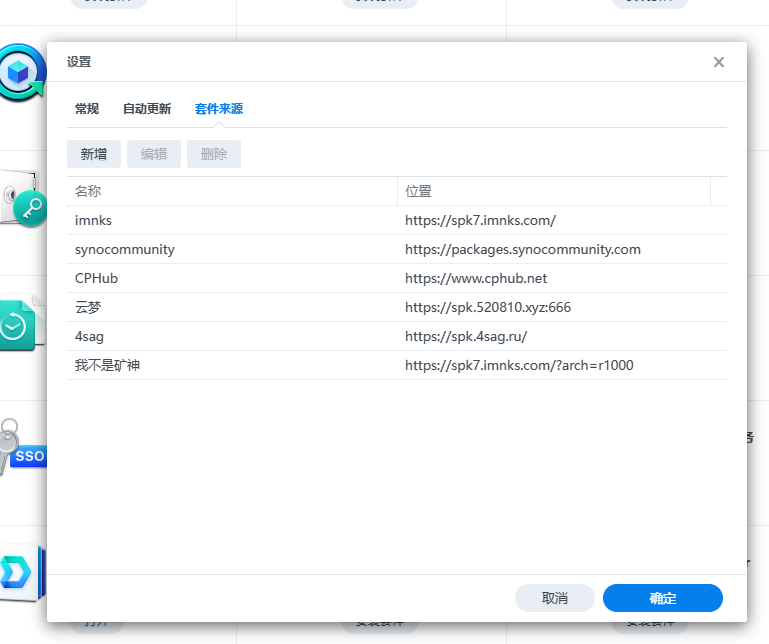 设置
常规 自动更新 套件来源
新增 编辑 删除
名称 位置
imnks https://spk7.imnks.com/
synocommunity https://packages.synocommunity.com
CPHub https://www.cphub.net
云梦 https://spk.520810.xyz:666
4sag https://spk.4sag.ru/
我不是矿神 https://spk7.imnks.com/?arch=r1000
SSO
取消 确定